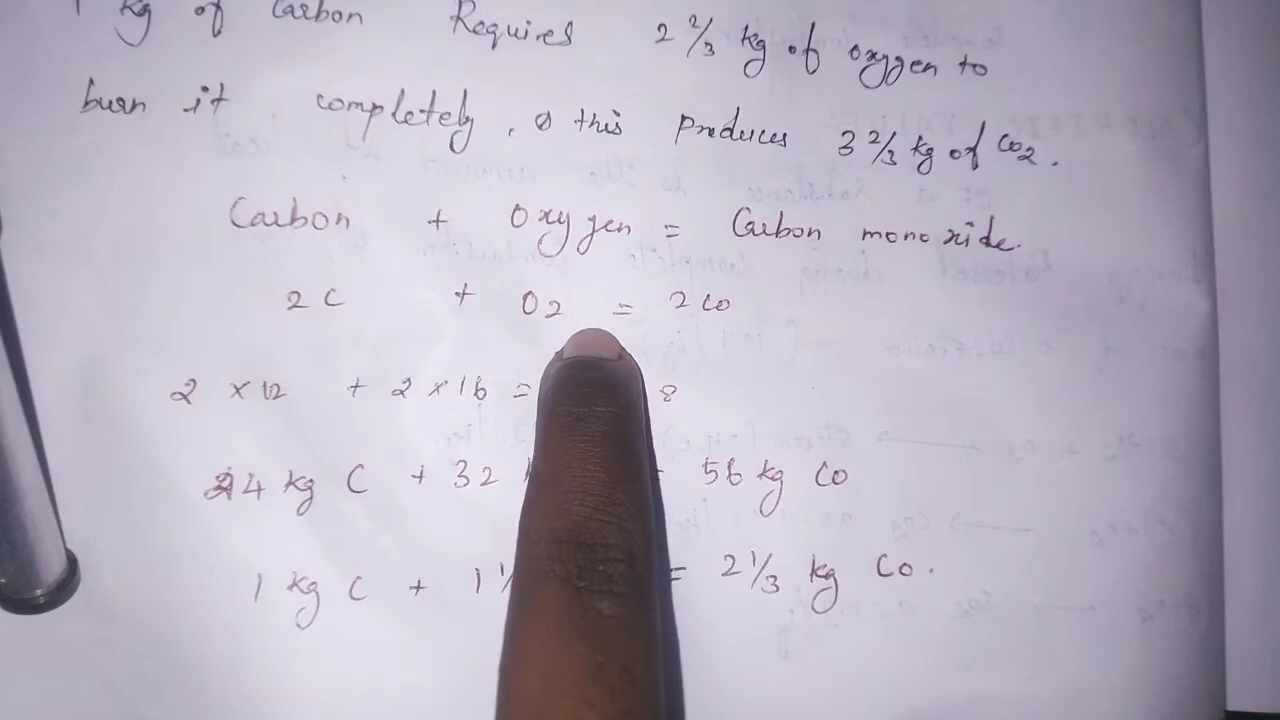 kg of Carbon Requires 2 2/3 kg of oxygen to
burn it completely, & this produces 3 2/3 kg of CO2.
Carbon + Oxygen = Carbon monoxide.
2C + O2 = 2CO
2 × 12 + 2 × 16 = 8
24 kg C + 32 = 56 kg CO
1 kg C + 1 = 2 1/3 kg CO.